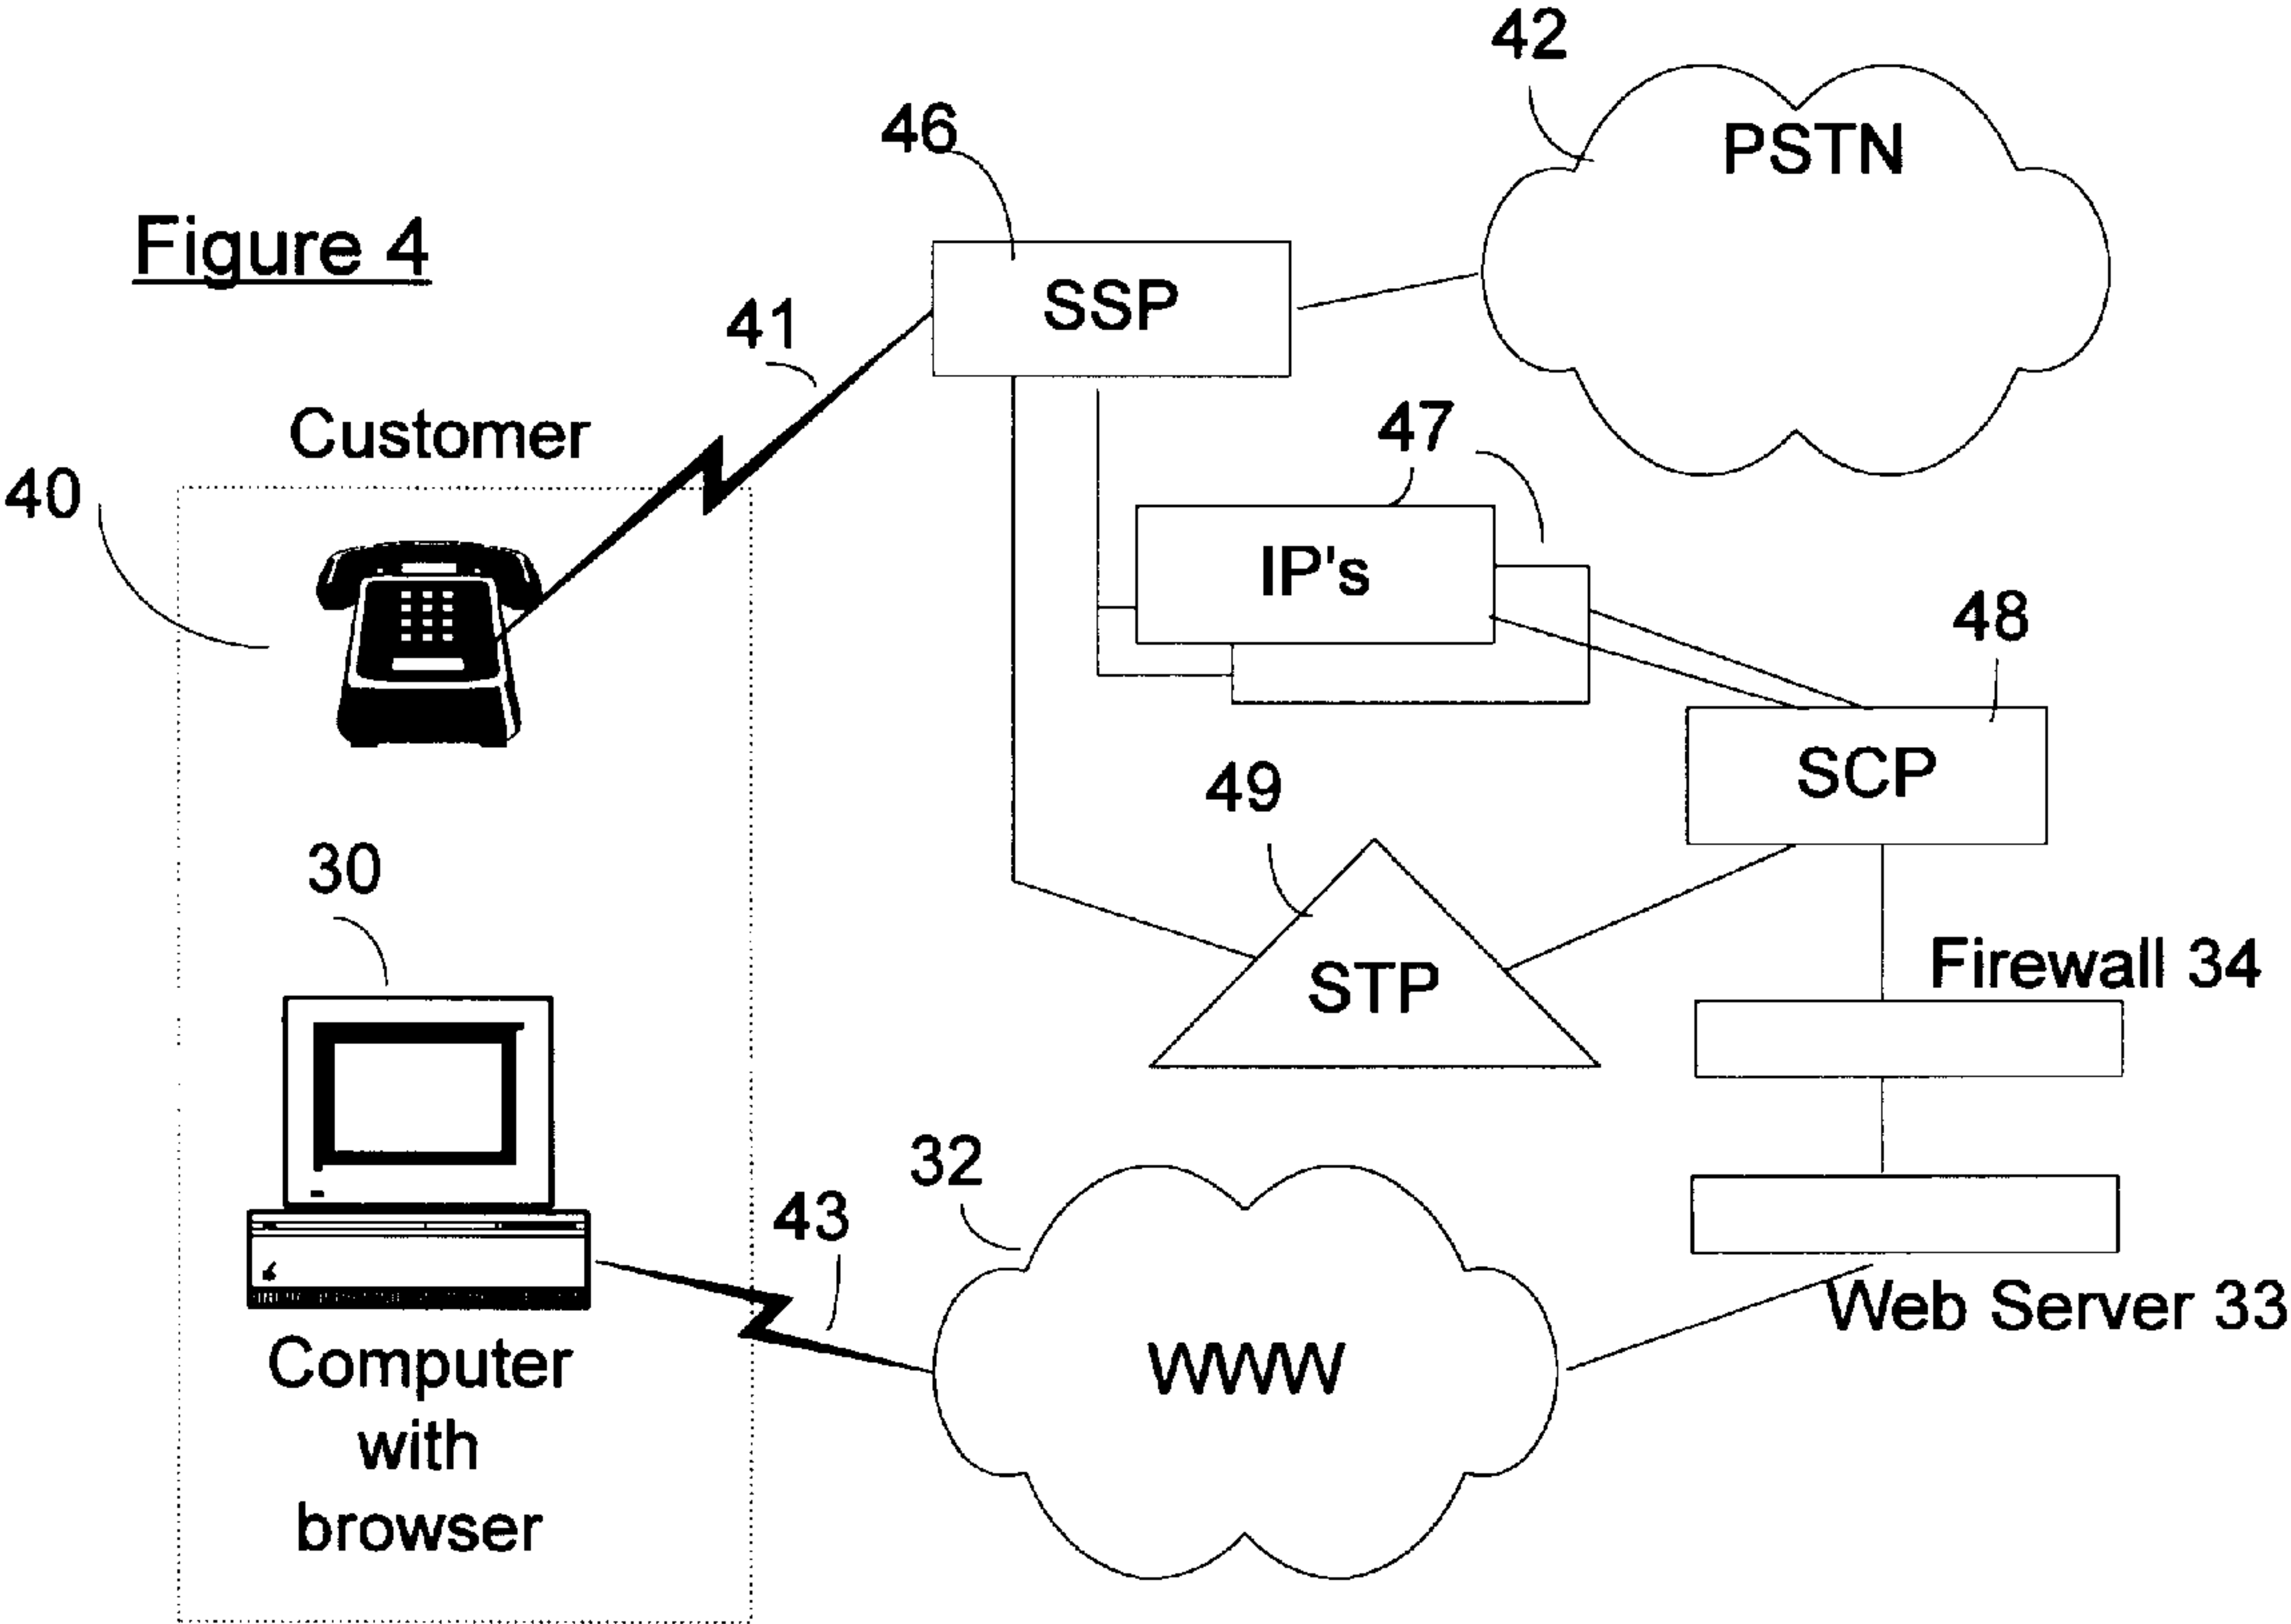 42
PSTN
46
Figure 4
SSP
41
Customer
47
40
IP's
48
SCP
49
30
Firewall 34
STP
32
43
Web Server 33
WWW
Computer
with
browser